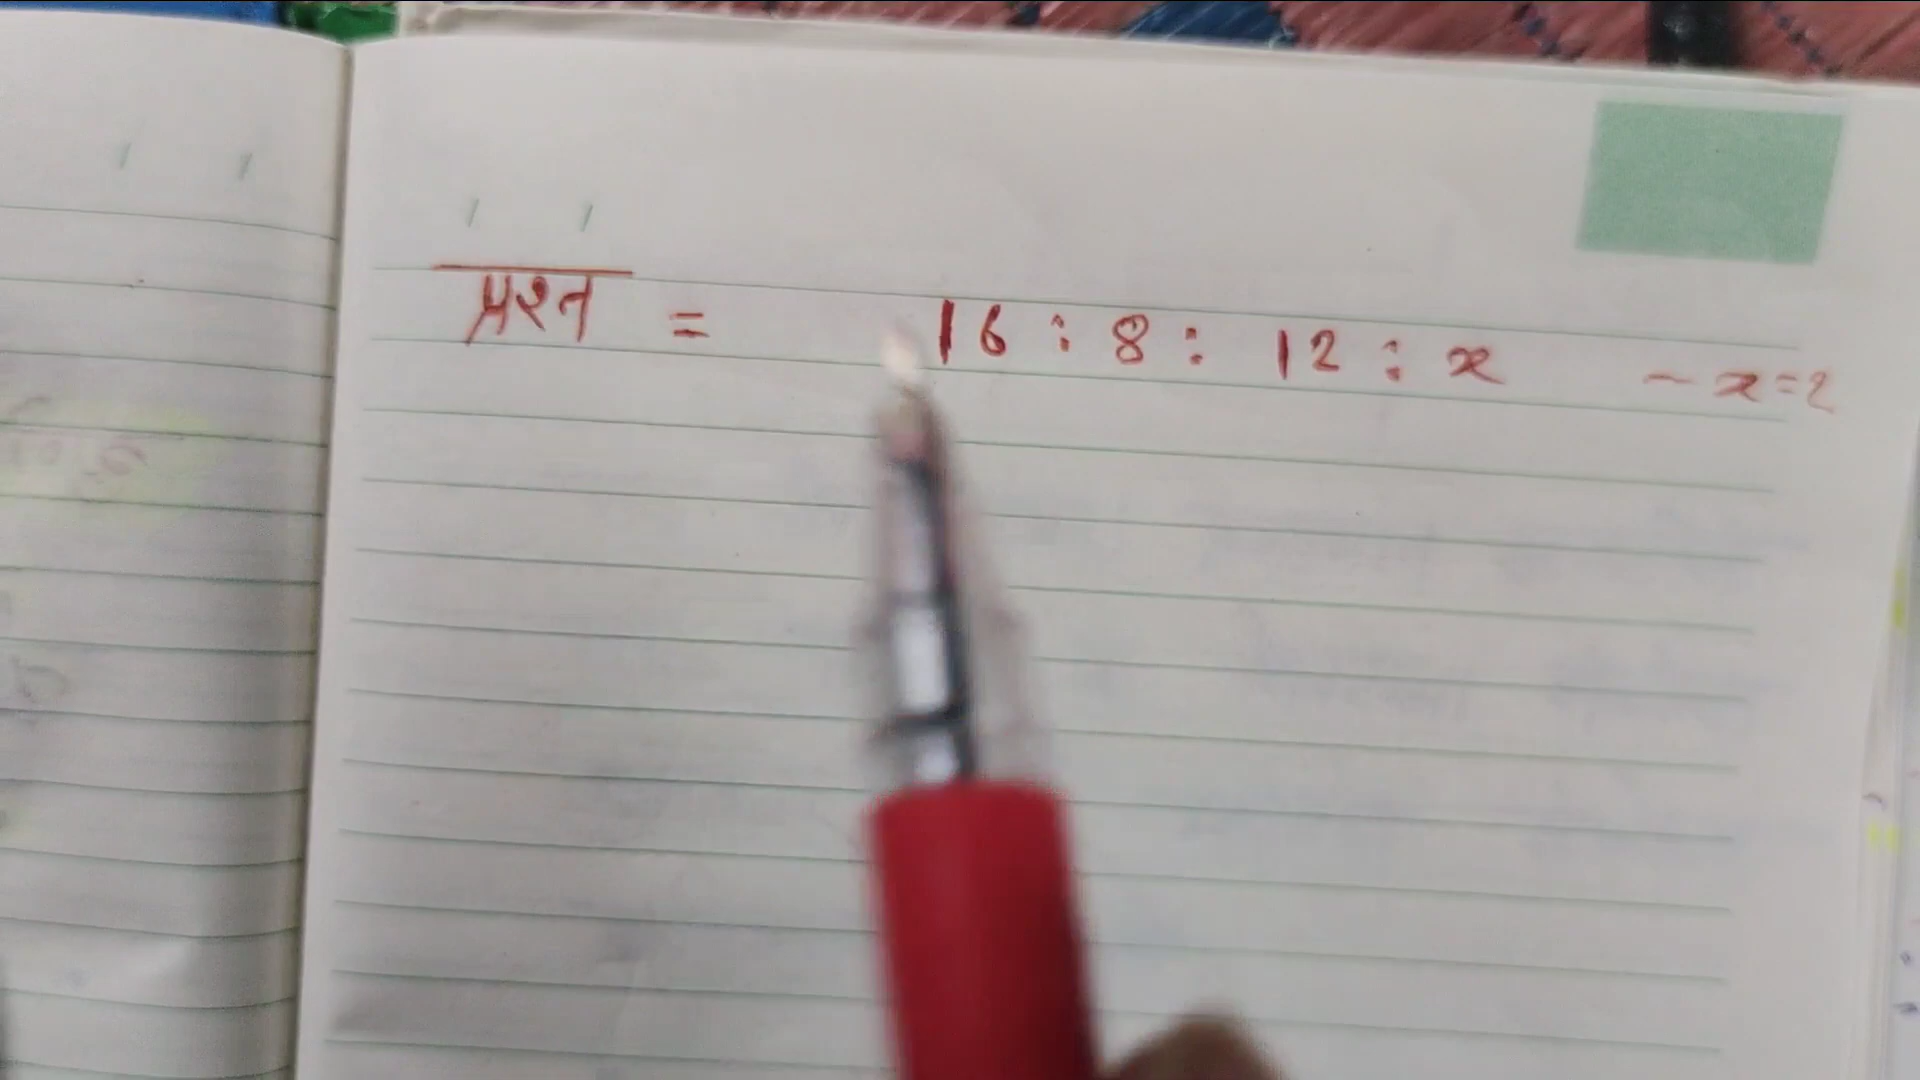 प्रश्न = 16 : 8 : 12 : x - x=2